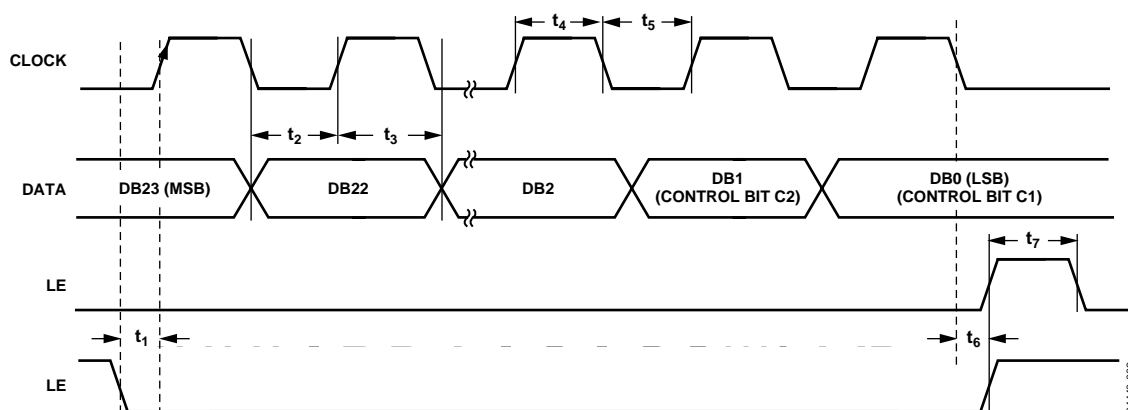 t4 t5
CLOCK
t2 t3
DATA
DB23 (MSB)
DB22
DB2
DB1
(CONTROL BIT C2)
DB0 (LSB)
(CONTROL BIT C1)
t7
LE
t1
t6
LE